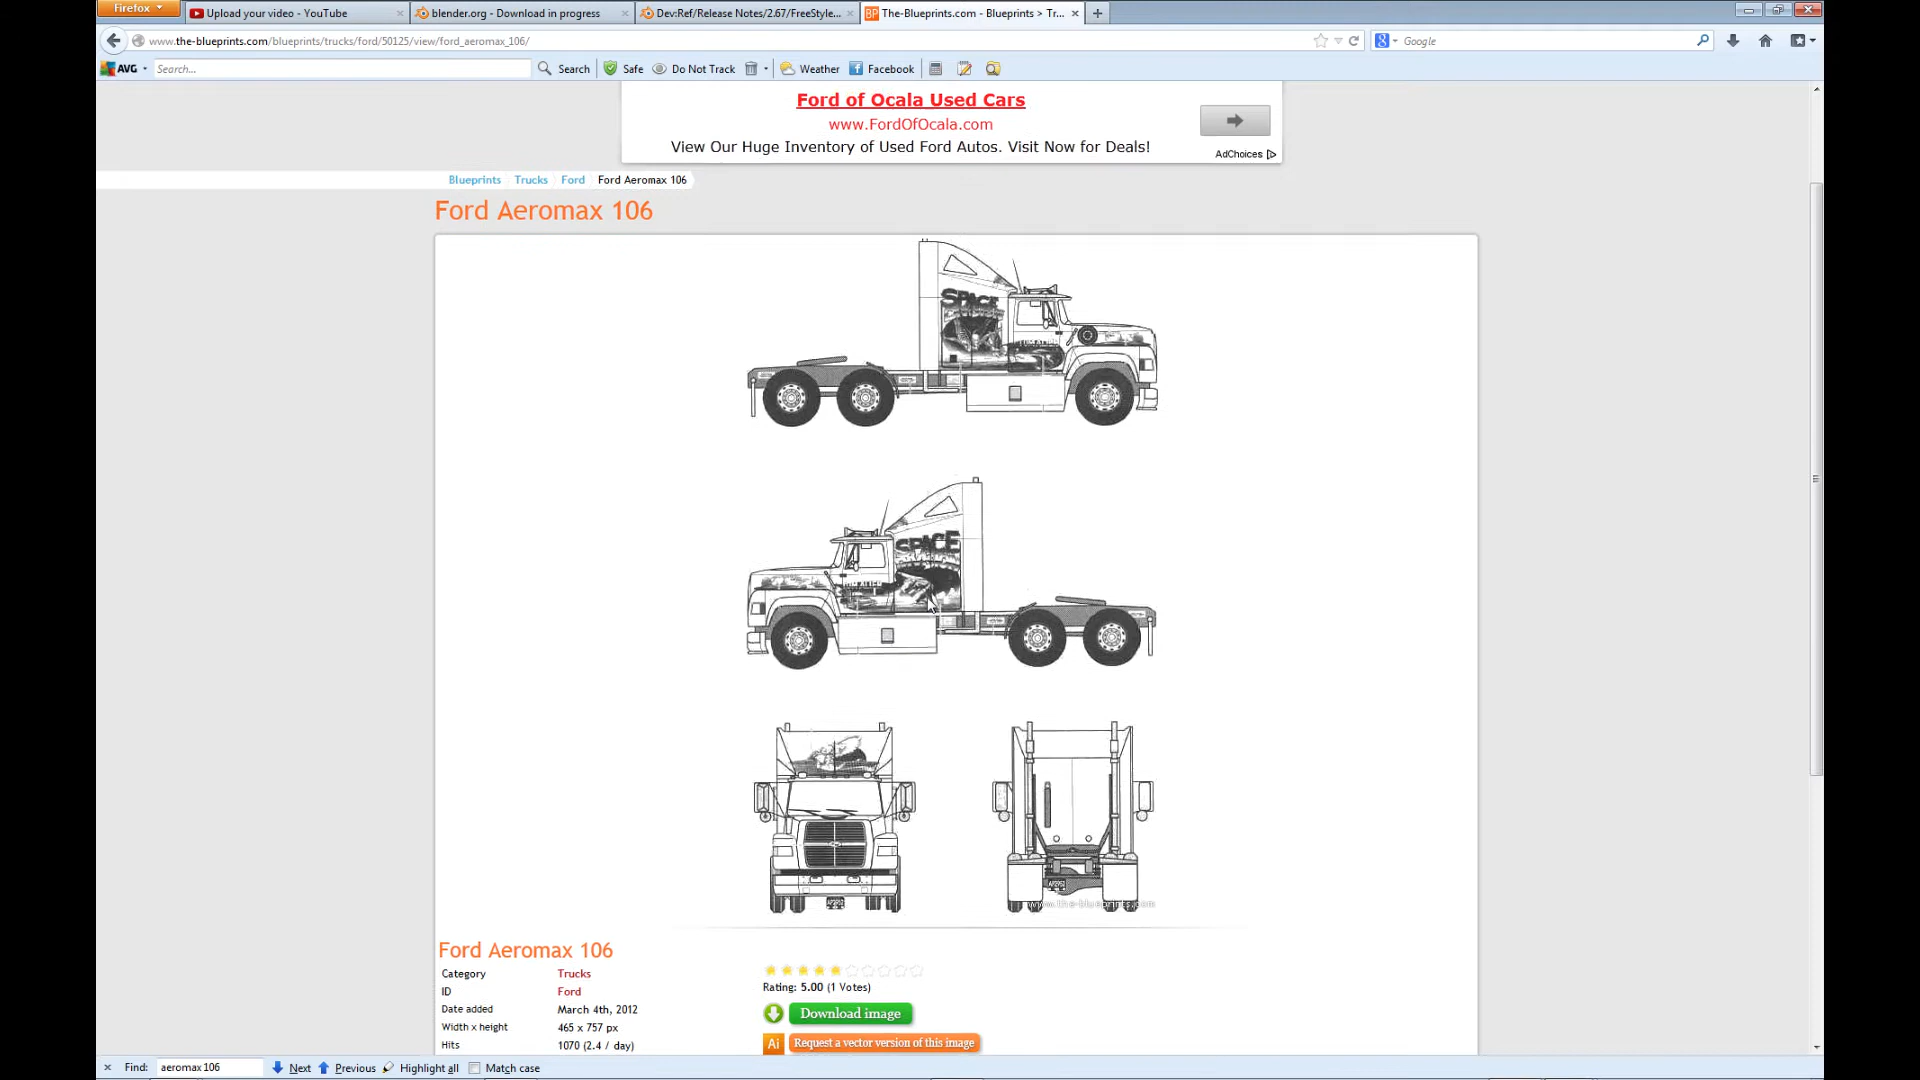 Firefox
Upload your video - YouTube
blender.org - Download in progress
Dev:Ref/Release Notes/2.67/FreeStyle...
The-Blueprints.com - Blueprints > Tr...
www.the-blueprints.com/blueprints/trucks/ford/50125/view/ford_aeromax_106/
Google
AVG
Search...
Search
Safe
Do Not Track
Weather
Facebook
Ford of Ocala Used Cars
www.FordOfOcala.com
View Our Huge Inventory of Used Ford Autos. Visit Now for Deals!
AdChoices
Blueprints Trucks Ford Ford Aeromax 106
Ford Aeromax 106
SPACE
SPACE
www.the-blueprints.com
Ford Aeromax 106
Category Trucks
ID Ford
Date added March 4th, 2012
Width x height 465 x 757 px
Hits 1070 (2.4 / day)
Rating: 5.00 (1 Votes)
Download image
Ai Request a vector version of this image
Find: aeromax 106 Next Previous Highlight all Match case